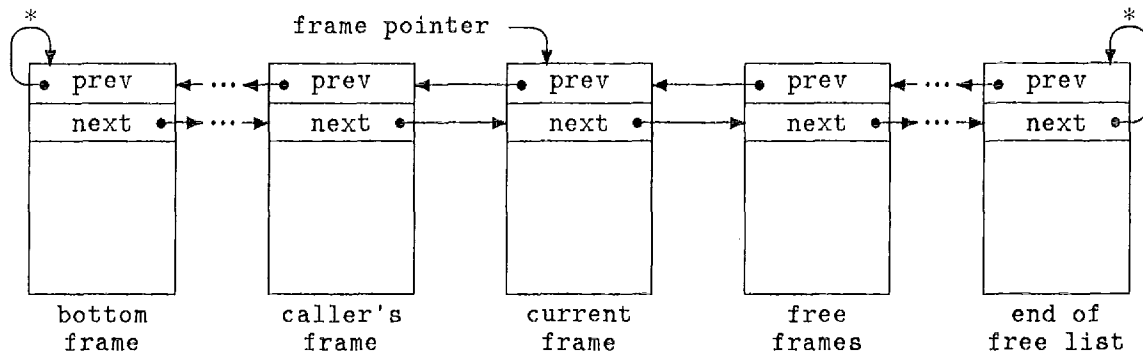 *
frame pointer
*
prev ... prev prev prev ... prev
next ... next next next ... next
bottom frame
caller's frame
current frame
free frames
end of free list